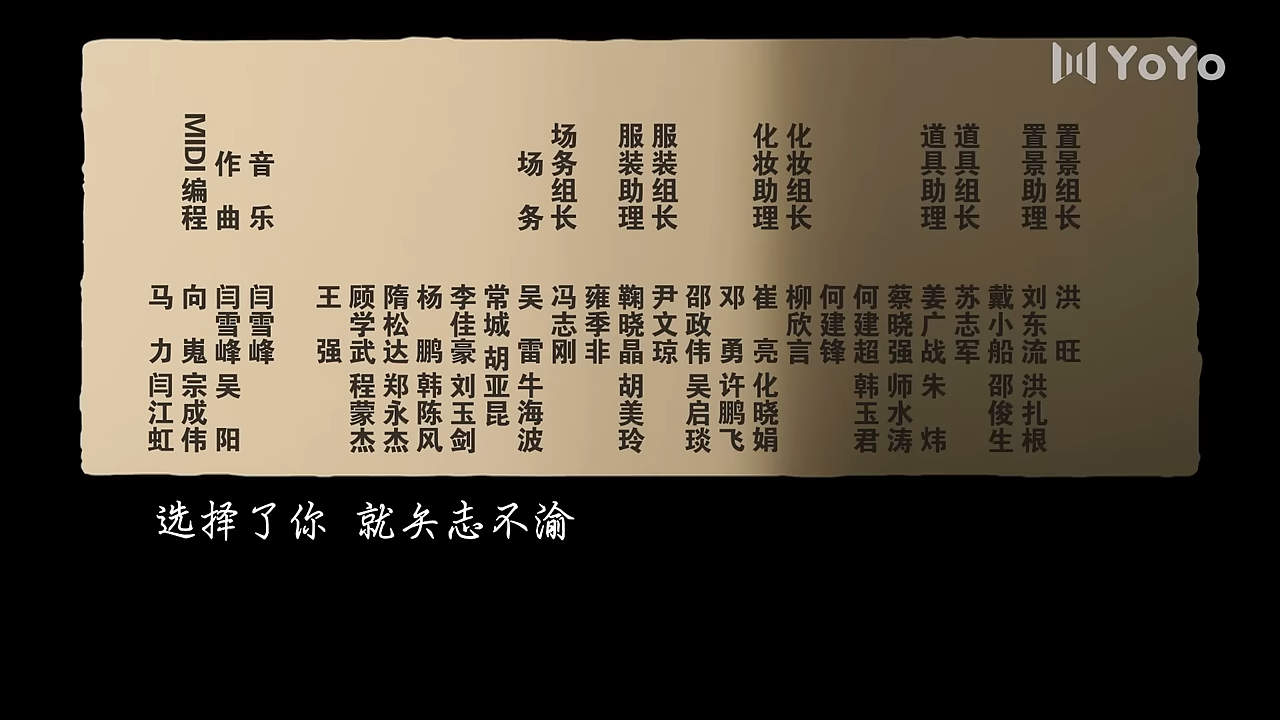 YoYo
置景组长 洪旺
置景助理 刘东流 洪扎根
戴小船 邵俊生
道具组长 苏志军
道具助理 姜广战 朱炜
蔡晓强 师水涛
何建超 韩玉君
何建锋
化妆组长 柳欣言
化妆助理 崔亮 化晓娟
邓勇 许鹏飞
邵政伟 吴启琰
服装组长 尹文琼
服装助理 鞠晓晶 胡美玲
雍季非
场务组长 冯志刚
场务 吴雷 牛海波
常城 胡亚昆
李佳豪 刘玉剑
杨鹏 韩陈风
隋松达 郑永杰
顾学武 程蒙杰
王强
音乐 闫雪峰
作曲 闫雪峰 吴阳
MIDI编程 向嵬 宗成伟
马力 闫江虹
选择了你 就矢志不渝